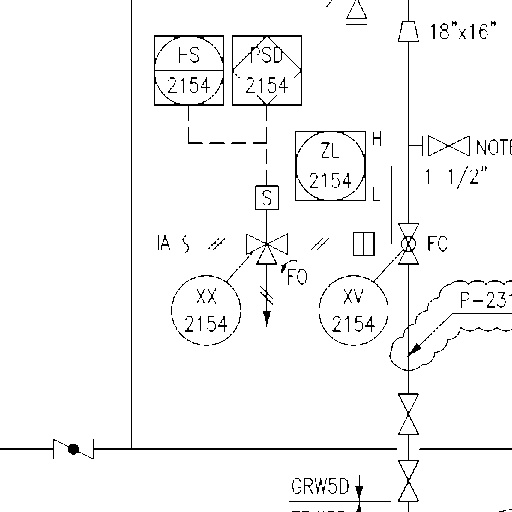 18"x16"
HS
2154
PSD
2154
ZL
2154
H
L
NOTE
1 1/2"
S
IA S
FO
FC
XX
2154
XV
2154
P-231
GRW5D